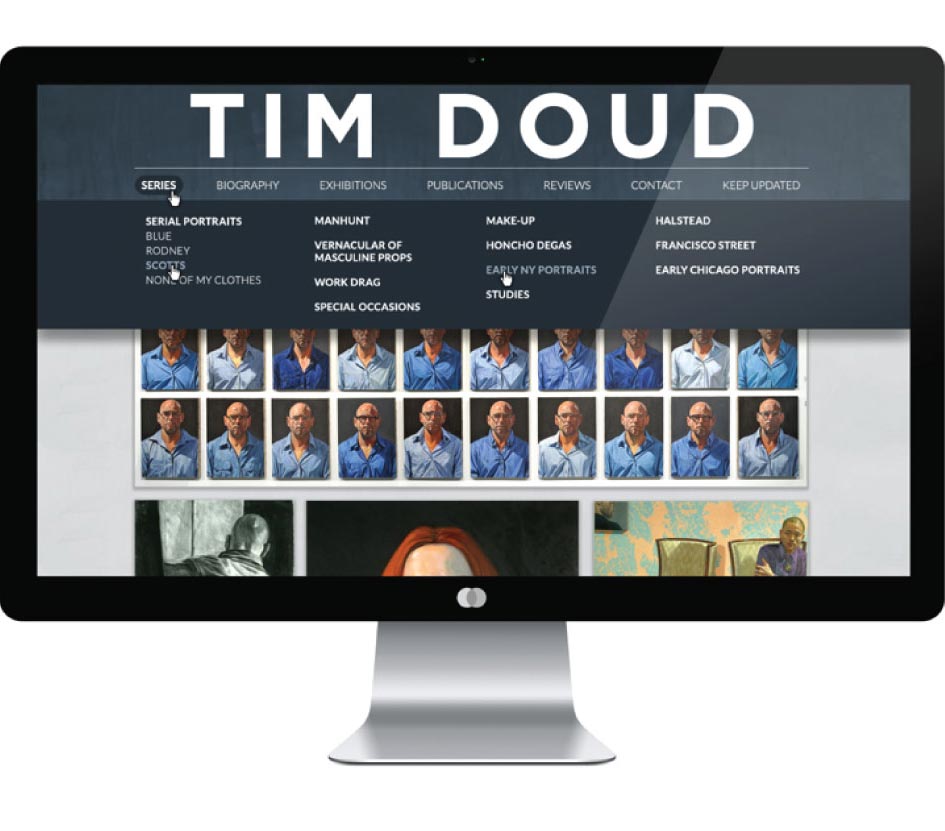 TIM DOUD
SERIES BIOGRAPHY EXHIBITIONS PUBLICATIONS REVIEWS CONTACT KEEP UPDATED
SERIAL PORTRAITS
BLUE
RODNEY
SCOTTS
NONE OF MY CLOTHES
MANHUNT
VERNACULAR OF
MASCULINE PROPS
WORK DRAG
SPECIAL OCCASIONS
MAKE-UP
HONCHO DEGAS
EARLY NY PORTRAITS
STUDIES
HALSTEAD
FRANCISCO STREET
EARLY CHICAGO PORTRAITS